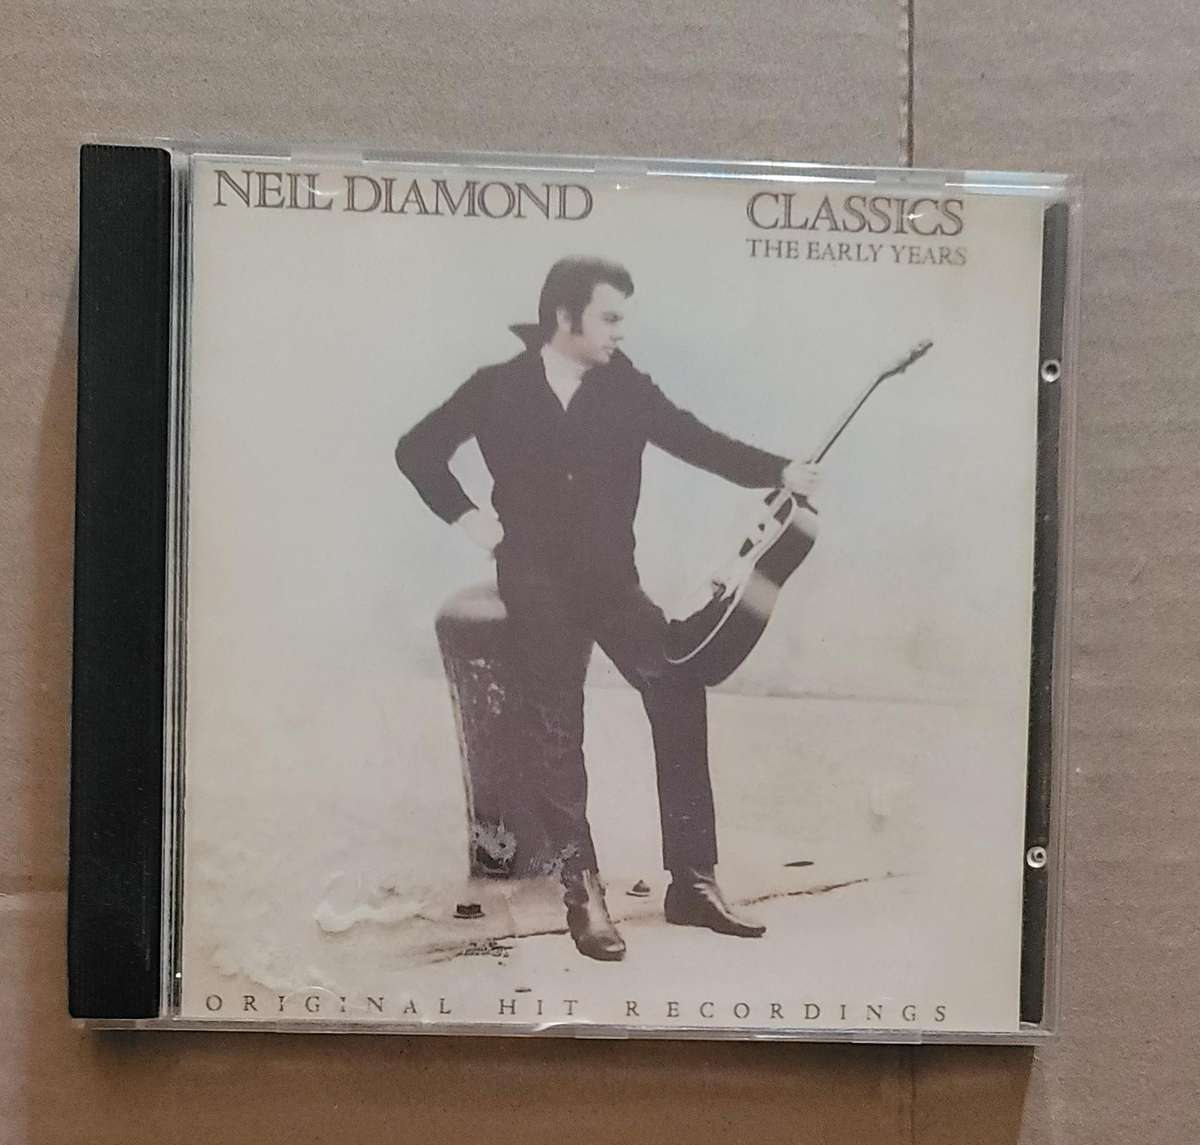 NEIL DIAMOND
CLASSICS
THE EARLY YEARS
ORIGINAL HIT RECORDINGS